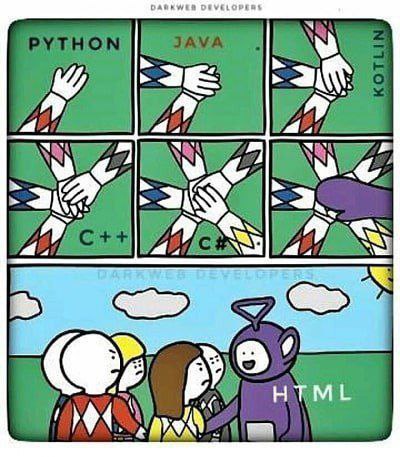 DARKWEB DEVELOPERS
PYTHON
JAVA
KOTLIN
C++
C#
DARKWEB DEVELOPERS
HTML